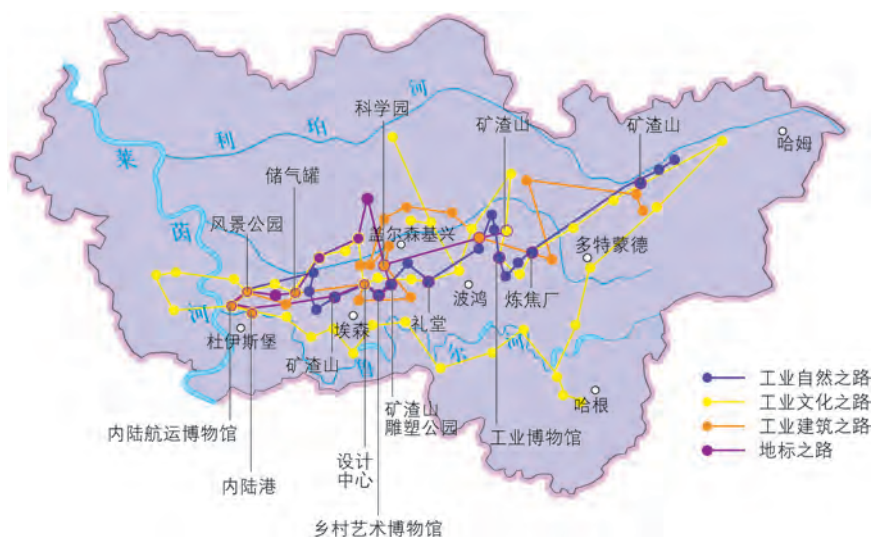 科学园
矿渣山
矿渣山
哈姆
莱
利
珀
河
储气罐
茵
风景公园
盖尔森基兴
多特蒙德
河
杜伊斯堡
矿渣山
埃森
礼堂
波鸿
炼焦厂
鲁
尔
河
哈根
内陆航运博物馆
内陆港
设计
中心
矿渣山
雕塑公园
工业博物馆
乡村艺术博物馆
工业自然之路
工业文化之路
工业建筑之路
地标之路